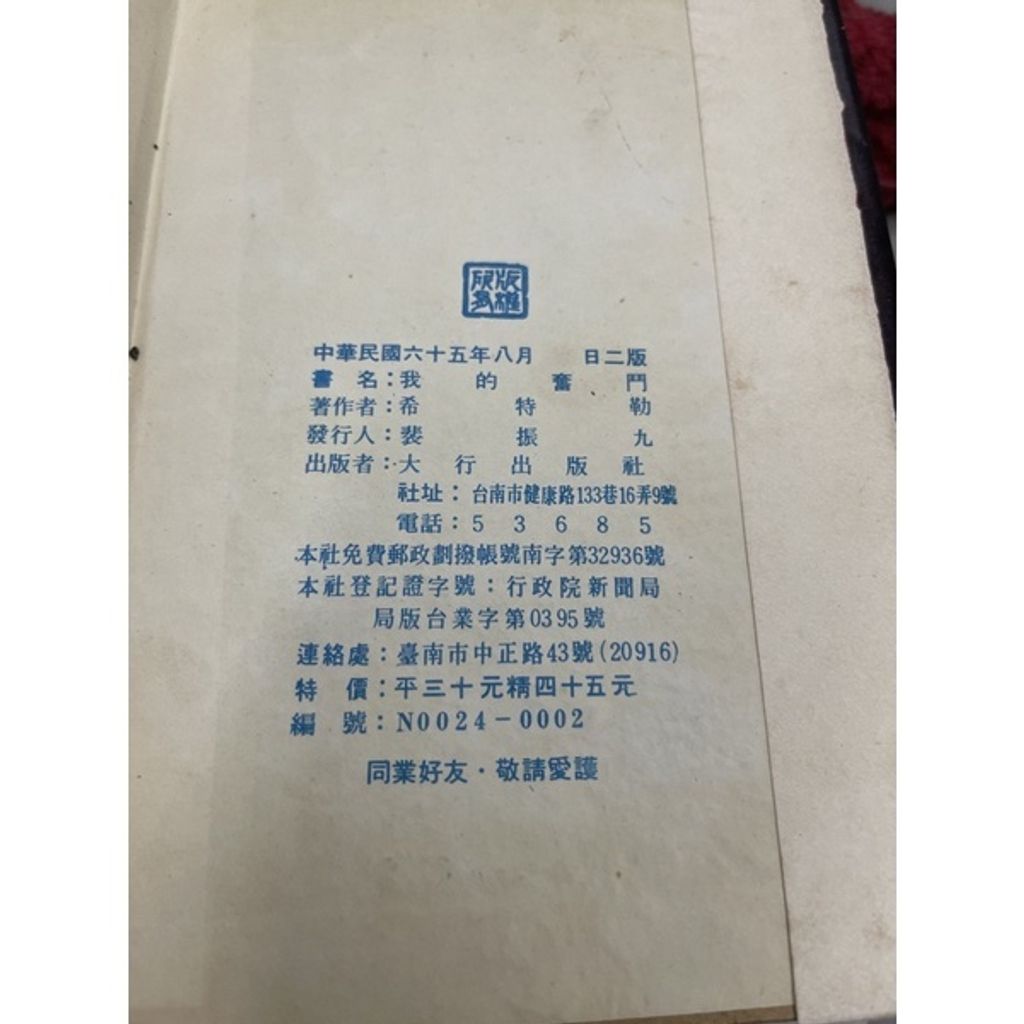 版權所有
中華民國六十五年八月　日二版
書　名：我的奮鬥
著作者：希特勒
發行人：裴振九
出版者：大行出版社
社址：台南市健康路133巷16弄9號
電話：53685
本社免費郵政劃撥帳號南字第32936號
本社登記證字號：行政院新聞局
局版台業字第0395號
連絡處：臺南市中正路43號(20916)
特　價：平三十元精四十五元
編　號：N0024-0002
同業好友·敬請愛護